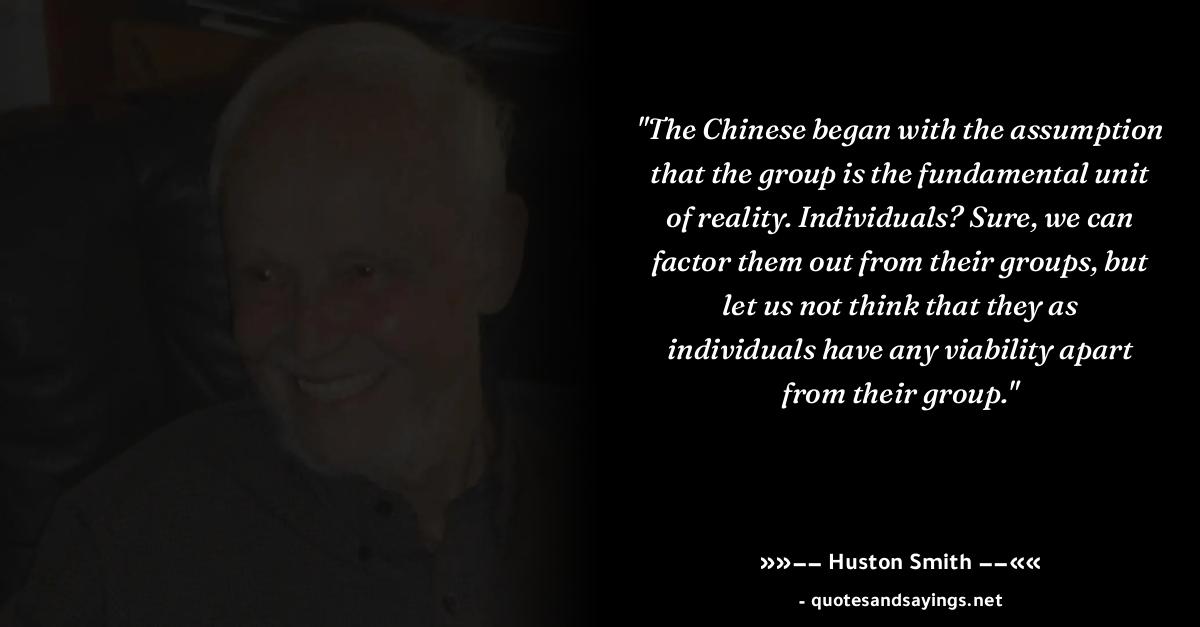 "The Chinese began with the assumption
that the group is the fundamental unit
of reality. Individuals? Sure, we can
factor them out from their groups, but
let us not think that they as
individuals have any viability apart
from their group."
»»–– Huston Smith ––««
- quotesandsayings.net